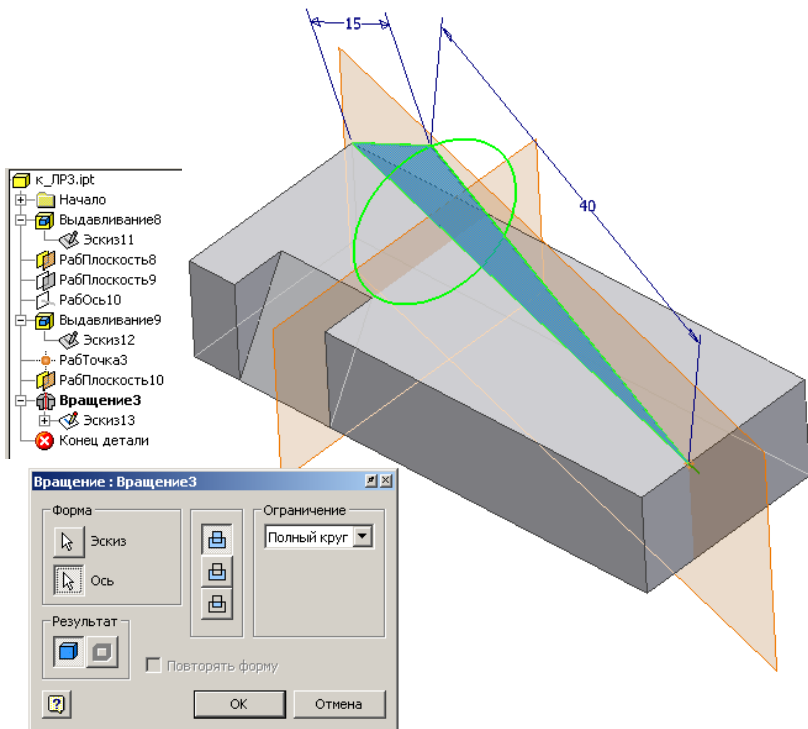 15
40
к_ЛР3.ipt
Начало
Выдавливание8
Эскиз11
РабПлоскость8
РабПлоскость9
РабОсь10
Выдавливание9
Эскиз12
РабТочка3
РабПлоскость10
Вращение3
Эскиз13
Конец детали
Вращение : Вращение3
Форма
Эскиз
Ось
Ограничение
Полный круг
Результат
Повторять форму
?
ОК
Отмена